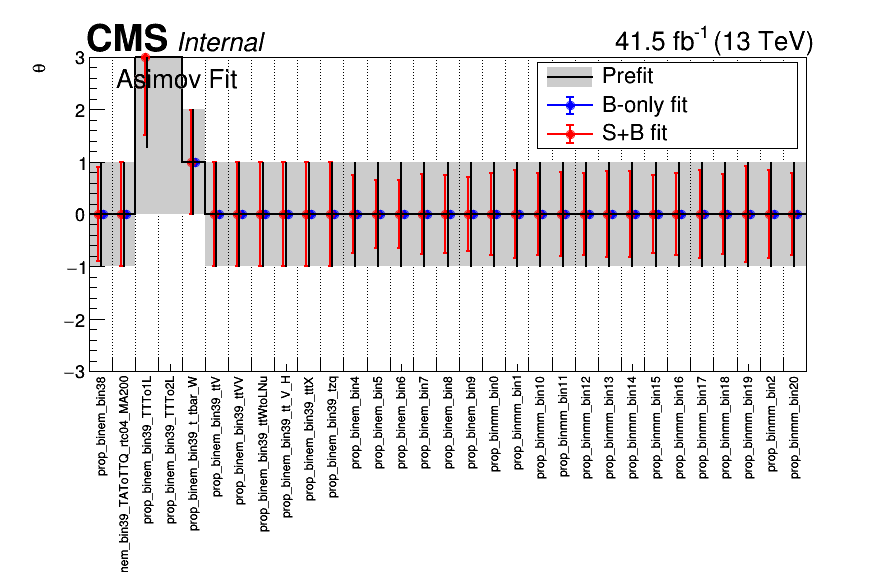 CMS Internal
41.5 fb-1 (13 TeV)
θ
Asimov Fit
Prefit
B-only fit
S+B fit
3
2
1
0
−1
−2
−3
prop_binem_bin38
nem_bin39_TAToTTQ_rtc04_MA200
prop_binem_bin39_TTTo1L
prop_binem_bin39_TTTo2L
prop_binem_bin39_t_tbar_W
prop_binem_bin39_ttV
prop_binem_bin39_ttVV
prop_binem_bin39_ttWtoLNu
prop_binem_bin39_tt_V_H
prop_binem_bin39_tttX
prop_binem_bin39_tzq
prop_binem_bin4
prop_binem_bin5
prop_binem_bin6
prop_binem_bin7
prop_binem_bin8
prop_binem_bin9
prop_binmm_bin0
prop_binmm_bin1
prop_binmm_bin10
prop_binmm_bin11
prop_binmm_bin12
prop_binmm_bin13
prop_binmm_bin14
prop_binmm_bin15
prop_binmm_bin16
prop_binmm_bin17
prop_binmm_bin18
prop_binmm_bin19
prop_binmm_bin2
prop_binmm_bin20